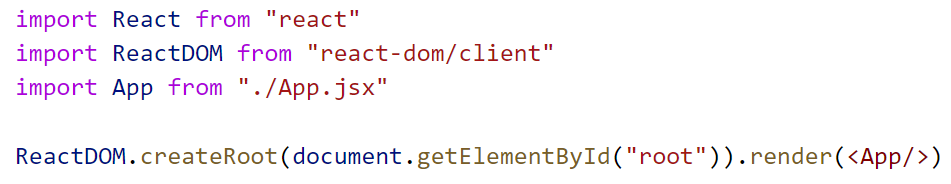 import React from "react"
import ReactDOM from "react-dom/client"
import App from "./App.jsx"
ReactDOM.createRoot(document.getElementById("root")).render(<App/>)